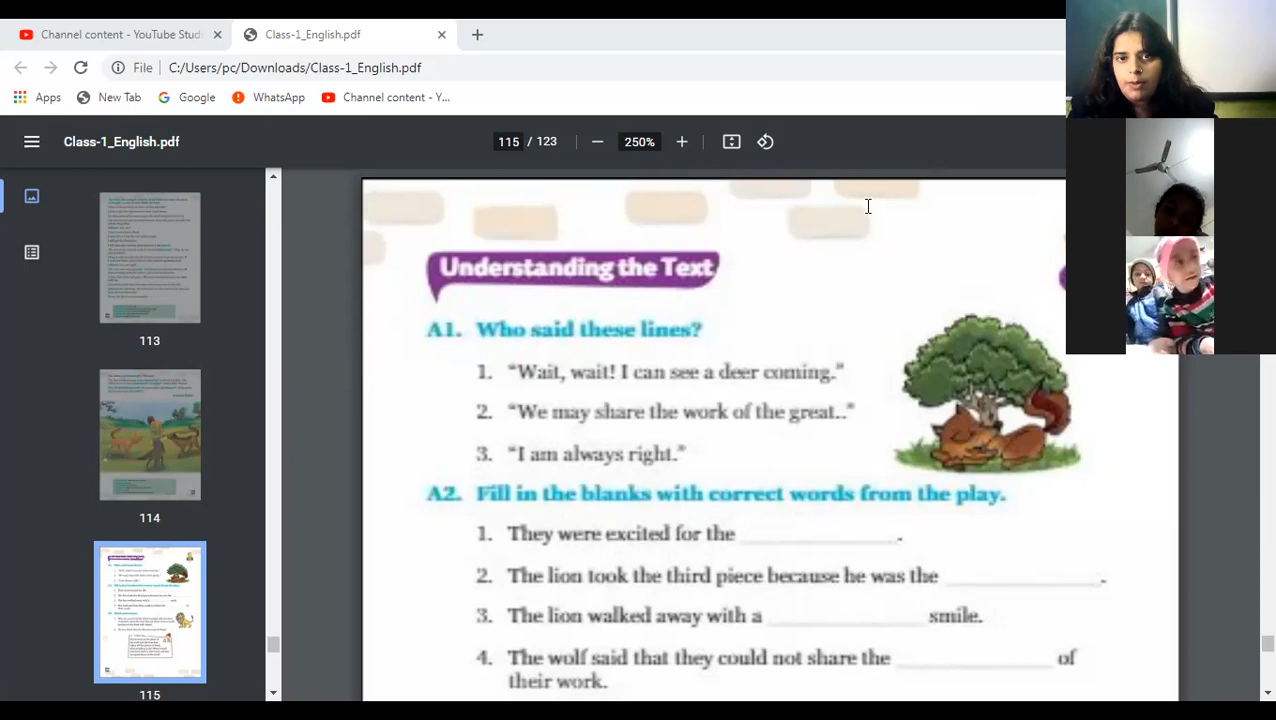 Channel content - YouTube Stud
Class-1_English.pdf
File C:/Users/pc/Downloads/Class-1_English.pdf
Apps New Tab Google WhatsApp Channel content - Y...
Class-1_English.pdf 115 / 123 250%
113
114
115
Understanding the Text
A1. Who said these lines?
1. “Wait, wait! I can see a deer coming.”
2. “We may share the work of the great..”
3. “I am always right.”
A2. Fill in the blanks with correct words from the play.
1. They were excited for the ______.
2. The lion took the third piece because he was the ______.
3. The lion walked away with a ______ smile.
4. The wolf said that they could not share the ______ of
their work.